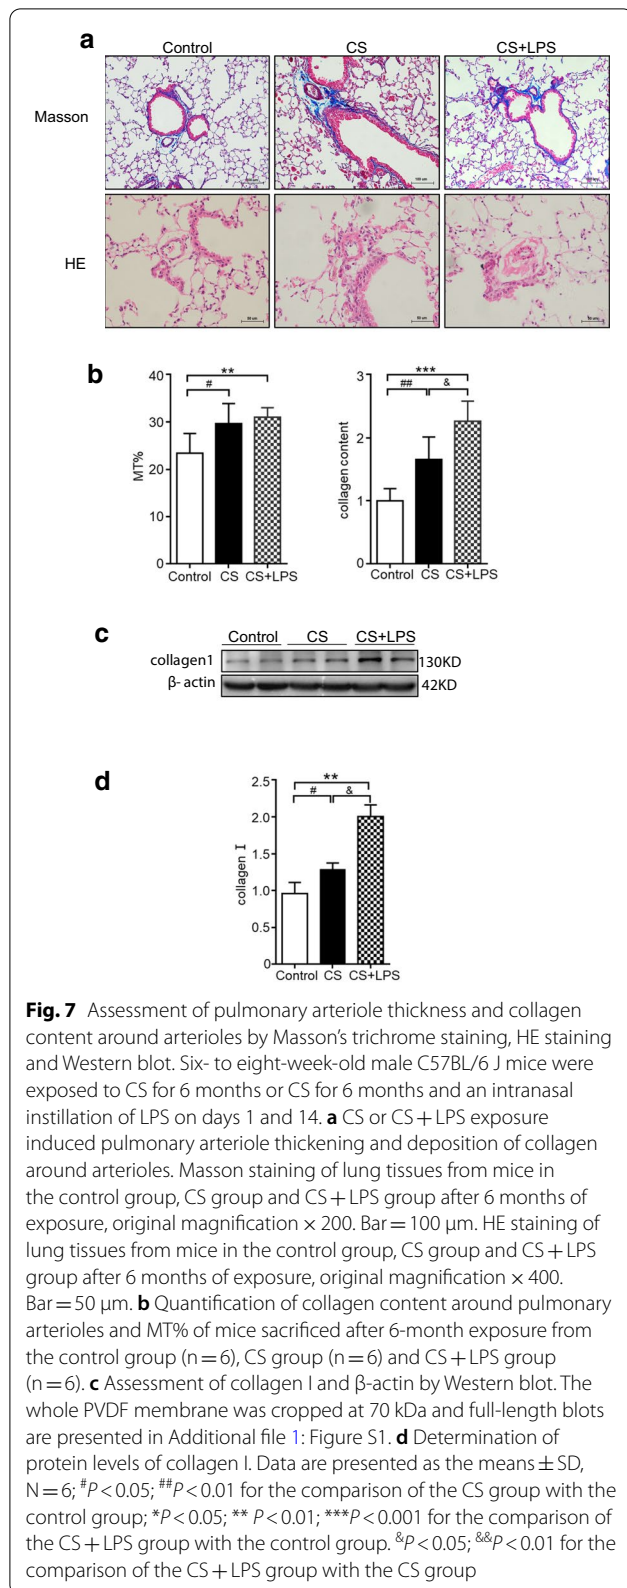 a
Control CS CS+LPS
Masson
HE
b
40
30
20
10
0
MT%
**
#
Control CS CS+LPS
3
2
1
0
collagen content
***
## &
Control CS CS+LPS
c
Control CS CS+LPS
collagen1 130KD
β- actin 42KD
d
2.5
2.0
1.5
1.0
0.5
0
collagen I
**
# &
Control CS CS+LPS
Fig. 7 Assessment of pulmonary arteriole thickness and collagen
content around arterioles by Masson’s trichrome staining, HE staining
and Western blot. Six- to eight-week-old male C57BL/6 J mice were
exposed to CS for 6 months or CS for 6 months and an intranasal
instillation of LPS on days 1 and 14. a CS or CS + LPS exposure
induced pulmonary arteriole thickening and deposition of collagen
around arterioles. Masson staining of lung tissues from mice in
the control group, CS group and CS + LPS group after 6 months of
exposure, original magnification × 200. Bar = 100 μm. HE staining of
lung tissues from mice in the control group, CS group and CS + LPS
group after 6 months of exposure, original magnification × 400.
Bar = 50 μm. b Quantification of collagen content around pulmonary
arterioles and MT% of mice sacrificed after 6-month exposure from
the control group (n = 6), CS group (n = 6) and CS + LPS group
(n = 6). c Assessment of collagen I and β-actin by Western blot. The
whole PVDF membrane was cropped at 70 kDa and full-length blots
are presented in Additional file 1: Figure S1. d Determination of
protein levels of collagen I. Data are presented as the means ± SD,
N = 6; #P < 0.05; ##P < 0.01 for the comparison of the CS group with the
control group; *P < 0.05; ** P < 0.01; ***P < 0.001 for the comparison of
the CS + LPS group with the control group. &P < 0.05; &&P < 0.01 for the
comparison of the CS + LPS group with the CS group